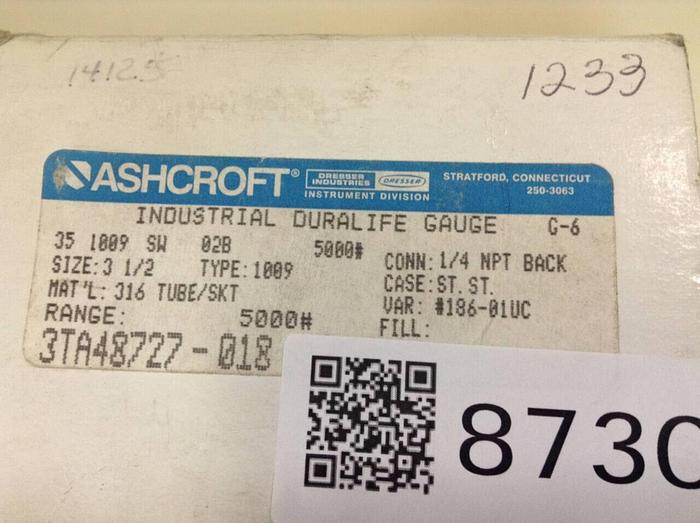 1412.5
1233
ASHCROFT®
DRESSER INDUSTRIES
DRESSER
INSTRUMENT DIVISION
STRATFORD, CONNECTICUT
250-3063
INDUSTRIAL DURALIFE GAUGE G-6
35 1009 SW 02B 5000#
SIZE:3 1/2 TYPE:1009
MAT'L: 316 TUBE/SKT
RANGE: 5000#
3TA48727-018
CONN:1/4 NPT BACK
CASE:ST.ST.
VAR: #186-01UC
FILL:
8730